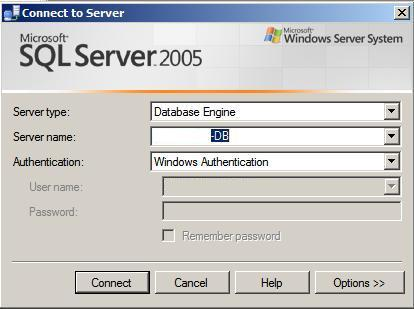 Connect to Server
Microsoft
SQL Server 2005
Microsoft
Windows Server System
Server type: Database Engine
Server name: -DB
Authentication: Windows Authentication
User name:
Password:
Remember password
Connect Cancel Help Options >>